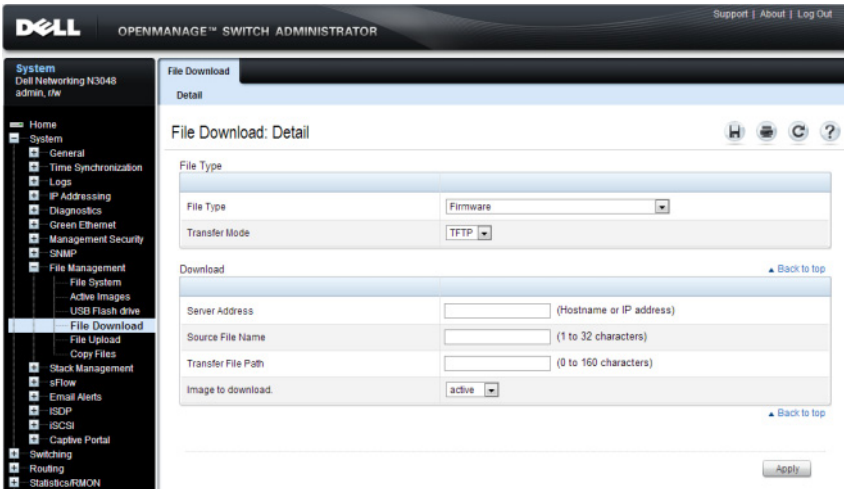 Support | About | Log Out
DELL
OPENMANAGE™ SWITCH ADMINISTRATOR
System
Dell Networking N3048
admin, r/w
Home
System
General
Time Synchronization
Logs
IP Addressing
Diagnostics
Green Ethernet
Management Security
SNMP
File Management
File System
Active Images
USB Flash drive
File Download
File Upload
Copy Files
Stack Management
sFlow
Email Alerts
ISDP
iSCSI
Captive Portal
Switching
Routing
Statistics/RMON
File Download
Detail
File Download: Detail
File Type
File Type
Firmware
Transfer Mode
TFTP
Download
Back to top
Server Address
(Hostname or IP address)
Source File Name
(1 to 32 characters)
Transfer File Path
(0 to 160 characters)
Image to download.
active
Back to top
Apply